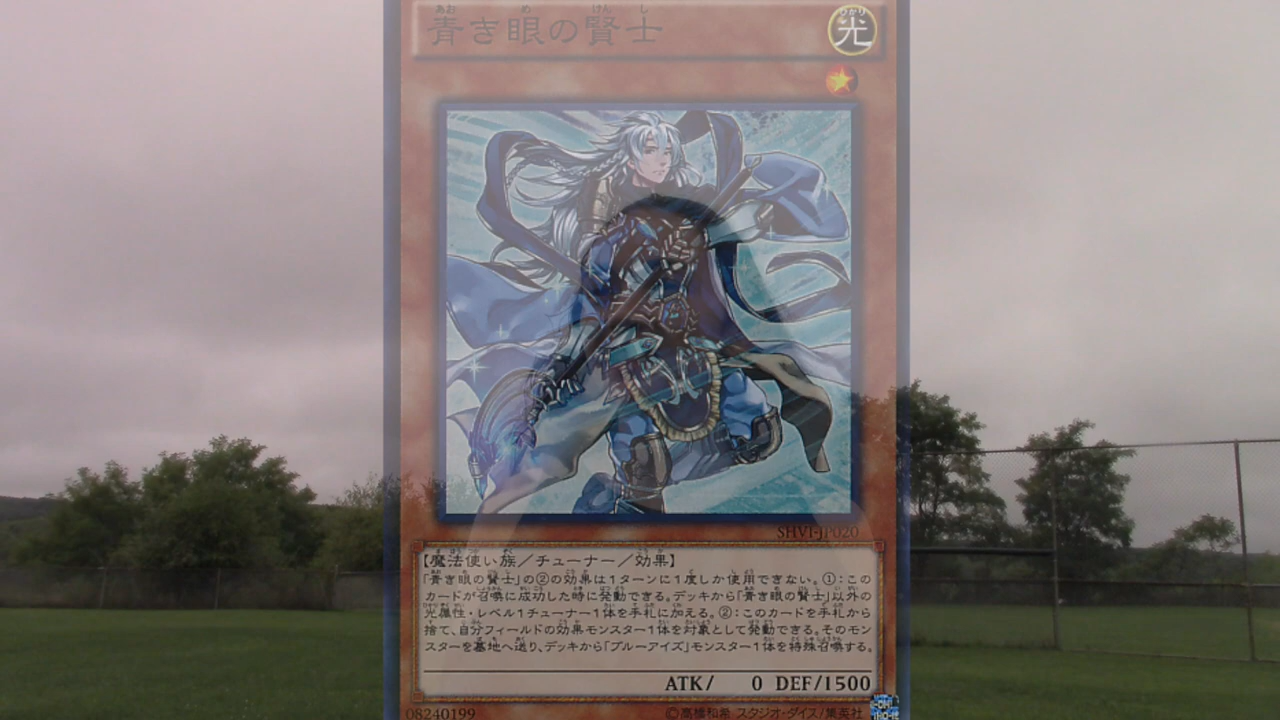 青き眼の賢士
光
SHVI-JP020
【魔法使い族／チューナー／効果】
「青き眼の賢士」の②の効果は1ターンに1度しか使用できない。①：この
カードが召喚に成功した時に発動できる。デッキから「青き眼の賢士」以外の
光属性・レベル1チューナー1体を手札に加える。②：このカードを手札から
捨て、自分フィールドの効果モンスター1体を対象として発動できる。そのモン
スターを墓地へ送り、デッキから「ブルーアイズ」モンスター1体を特殊召喚する。
ATK/ 0 DEF/1500
08240199 ©高橋和希 スタジオ・ダイス/集英社